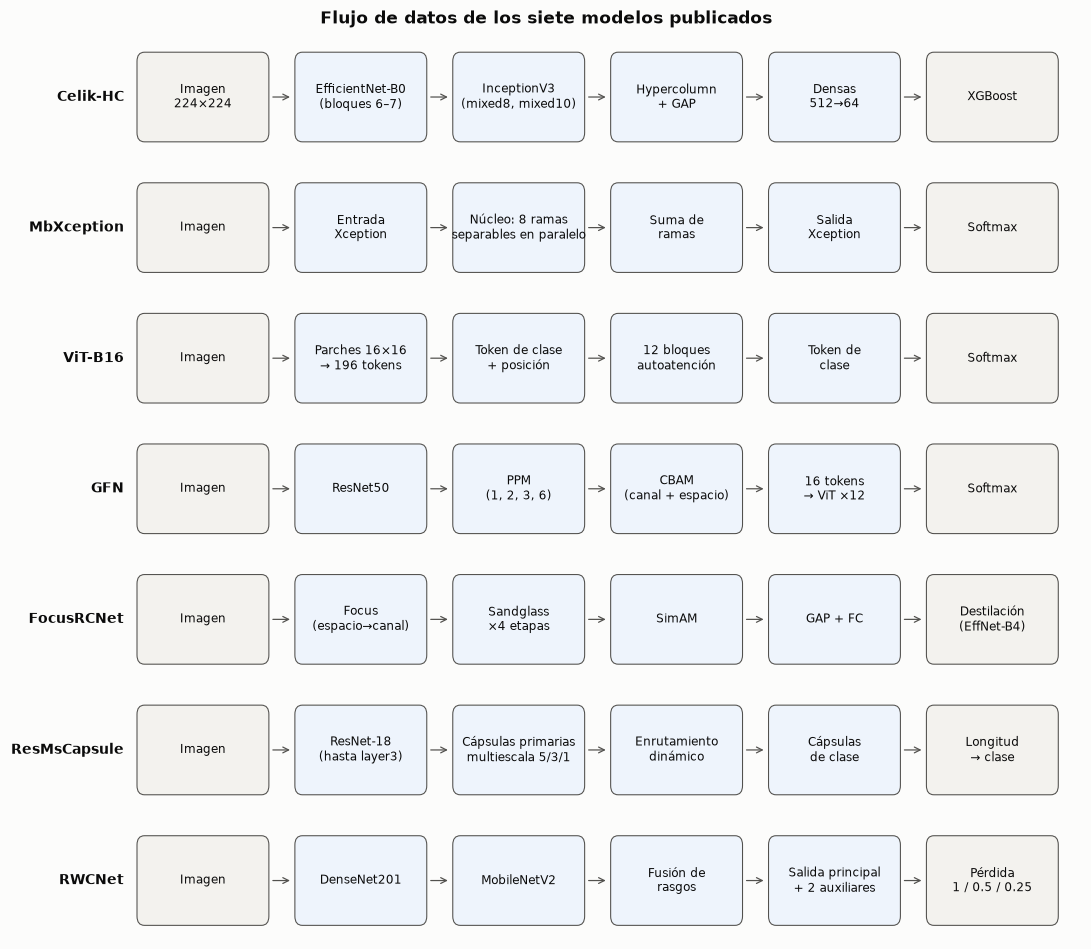 Flujo de datos de los siete modelos publicados
Celik-HC
Imagen
224×224
EfficientNet-B0
(bloques 6–7)
InceptionV3
(mixed8, mixed10)
Hypercolumn
+ GAP
Densas
512→64
XGBoost
MbXception
Imagen
Entrada
Xception
Núcleo: 8 ramas
separables en paralelo
Suma de
ramas
Salida
Xception
Softmax
ViT-B16
Imagen
Parches 16×16
→ 196 tokens
Token de clase
+ posición
12 bloques
autoatención
Token de
clase
Softmax
GFN
Imagen
ResNet50
PPM
(1, 2, 3, 6)
CBAM
(canal + espacio)
16 tokens
→ ViT ×12
Softmax
FocusRCNet
Imagen
Focus
(espacio→canal)
Sandglass
×4 etapas
SimAM
GAP + FC
Destilación
(EffNet-B4)
ResMsCapsule
Imagen
ResNet-18
(hasta layer3)
Cápsulas primarias
multiescala 5/3/1
Enrutamiento
dinámico
Cápsulas
de clase
Longitud
→ clase
RWCNet
Imagen
DenseNet201
MobileNetV2
Fusión de
rasgos
Salida principal
+ 2 auxiliares
Pérdida
1 / 0.5 / 0.25